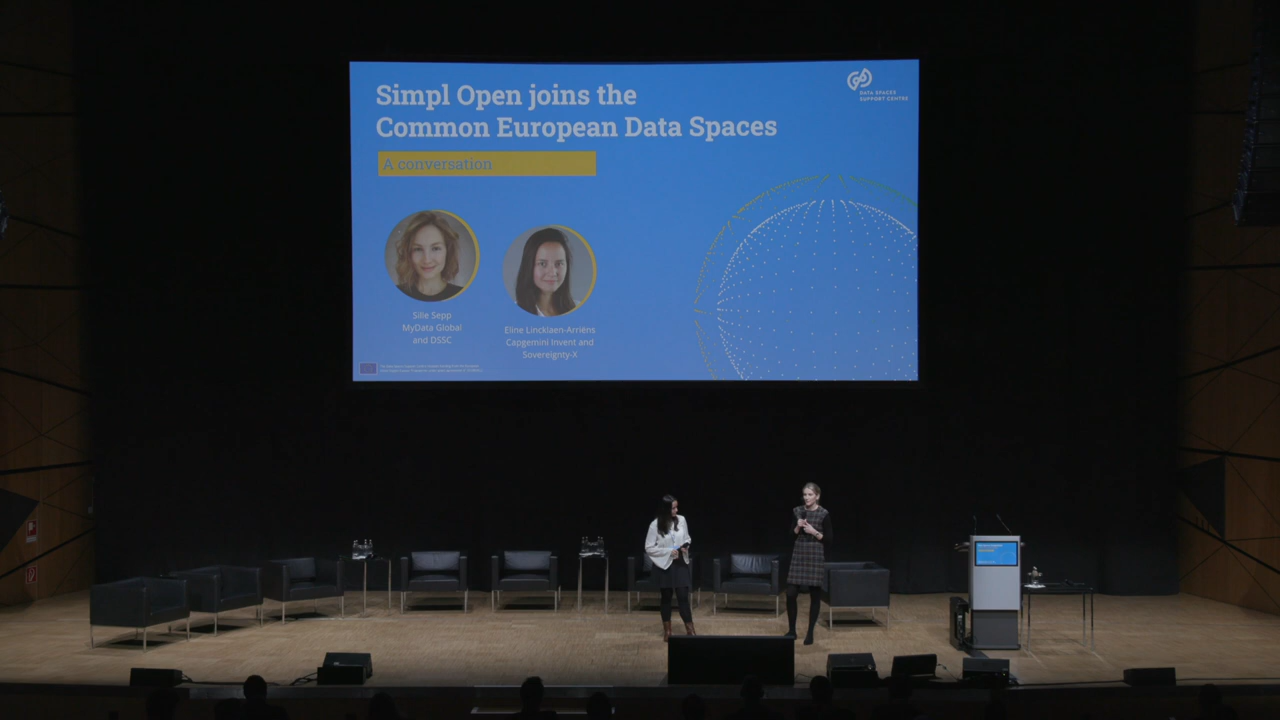 Simpl Open joins the
Common European Data Spaces
DATA SPACES
SUPPORT CENTRE
A conversation
Sille Sepp
MyData Global
and DSSC
Eline Lincklaen-Arriëns
Capgemini Invent and
Sovereignty-X